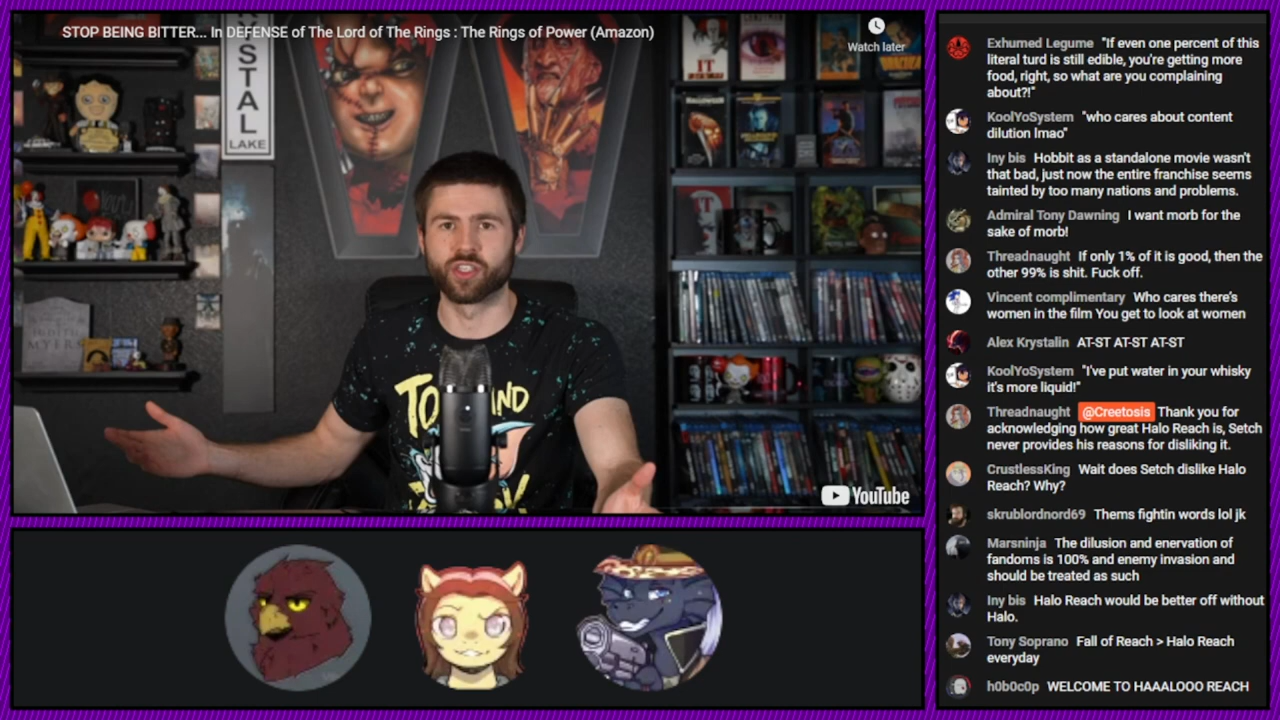 STOP BEING BITTER... In DEFENSE of The Lord of The Rings : The Rings of Power (Amazon)
Watch later
STAL
LAKE
IT
HALLOWEEN
IT
YouTube
Exhumed Legume "If even one percent of this
literal turd is still edible, you're getting more
food, right, so what are you complaining
about?!"
KoolYoSystem "who cares about content
dilution lmao"
Iny bis Hobbit as a standalone movie wasn't
that bad, just now the entire franchise seems
tainted by too many nations and problems.
Admiral Tony Dawning I want morb for the
sake of morb!
Threadnaught If only 1% of it is good, then the
other 99% is shit. Fuck off.
Vincent complimentary Who cares there's
women in the film You get to look at women
Alex Krystalin AT-ST AT-ST AT-ST
KoolYoSystem "I've put water in your whisky
it's more liquid!"
Threadnaught @Creetosis Thank you for
acknowledging how great Halo Reach is, Setch
never provides his reasons for disliking it.
CrustlessKing Wait does Setch dislike Halo
Reach? Why?
skrublordnord69 Thems fightin words lol jk
Marsninja The dilusion and enervation of
fandoms is 100% and enemy invasion and
should be treated as such
Iny bis Halo Reach would be better off without
Halo.
Tony Soprano Fall of Reach > Halo Reach
everyday
h0b0c0p WELCOME TO HAAALOOO REACH